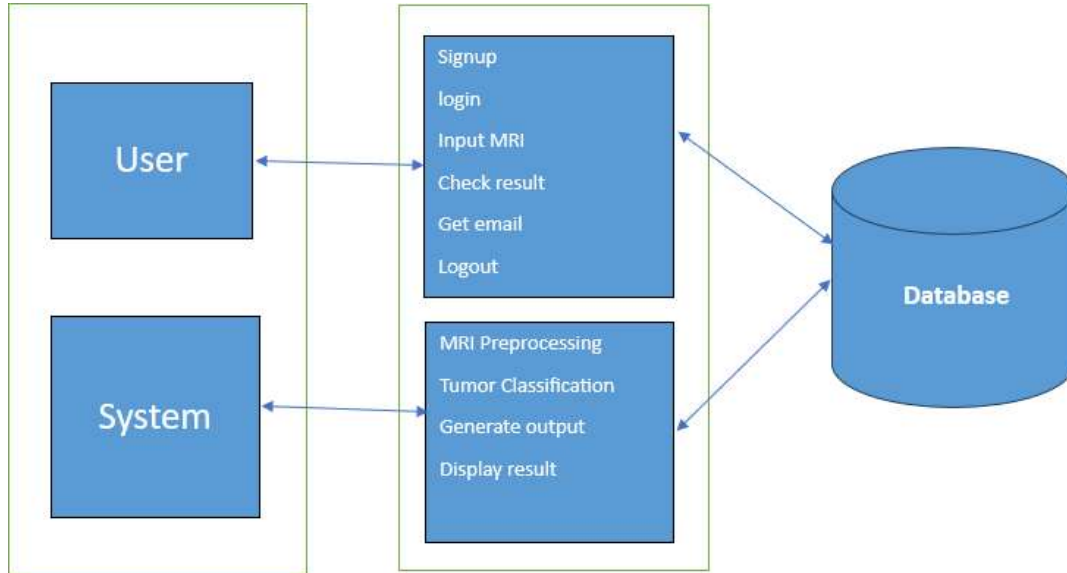 User
Signup
login
Input MRI
Check result
Get email
Logout
System
MRI Preprocessing
Tumor Classification
Generate output
Display result
Database